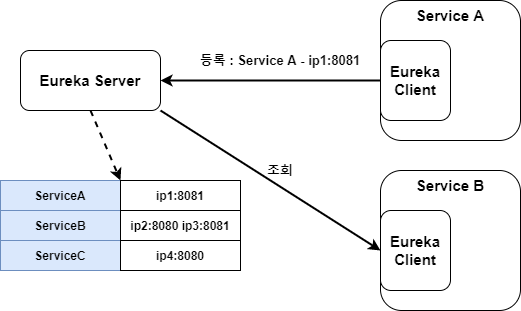 Service A
등록 : Service A - ip1:8081
Eureka Server
Eureka
Client
조회
ServiceA ip1:8081
ServiceB ip2:8080 ip3:8081
ServiceC ip4:8080
Service B
Eureka
Client